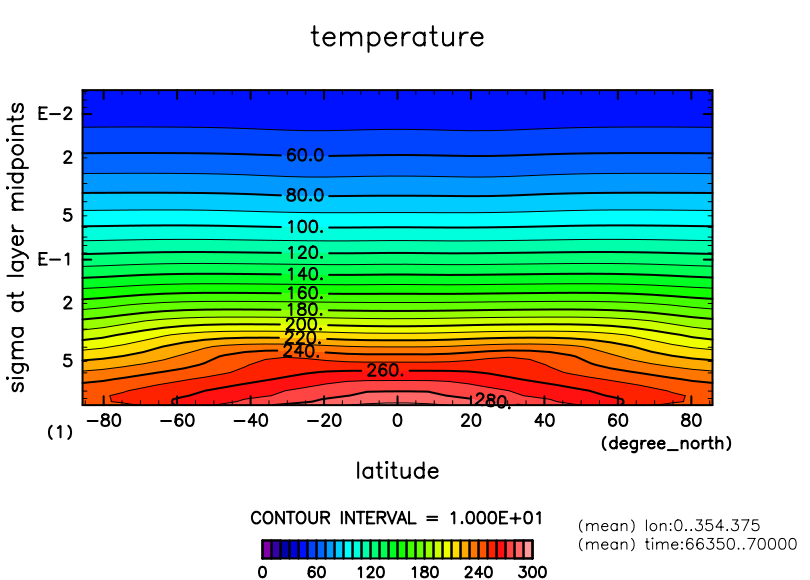 temperature
sigma at layer midpoints
E-2
2
5
E-1
2
5
(1)
60.0
80.0
100.
120.
140.
160.
180.
200.
220.
240.
260.
280.
-80 -60 -40 -20 0 20 40 60 80
(degree_north)
latitude
CONTOUR INTERVAL = 1.000E+01
0 60 120 180 240 300
(mean) lon:0..354.375
(mean) time:66350..70000